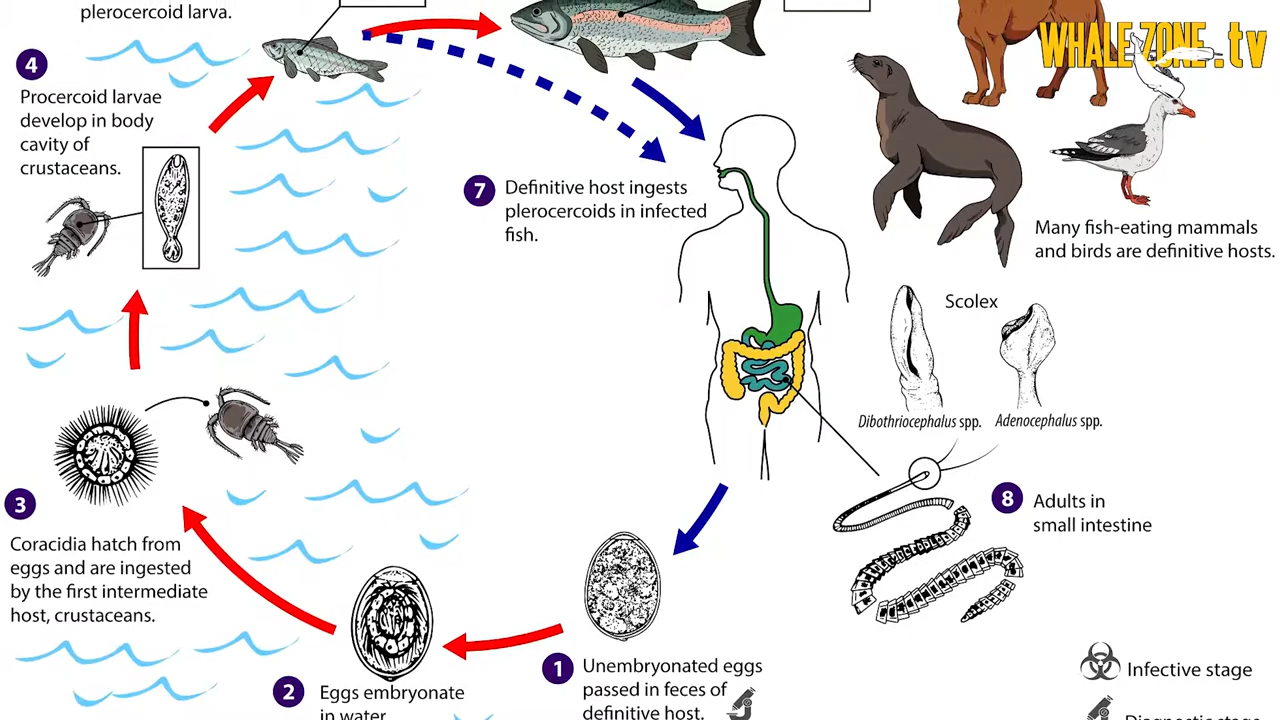 plerocercoid larva.
WHALE ZONE.tv
4
Procercoid larvae
develop in body
cavity of
crustaceans.
7
Definitive host ingests
plerocercoids in infected
fish.
Many fish-eating mammals
and birds are definitive hosts.
Scolex
Dibothriocephalus spp.
Adenocephalus spp.
8
Adults in
small intestine
3
Coracidia hatch from
eggs and are ingested
by the first intermediate
host, crustaceans.
1
Unembryonated eggs
passed in feces of
definitive host.
2
Eggs embryonate
in water
Infective stage
Diagnostic stage